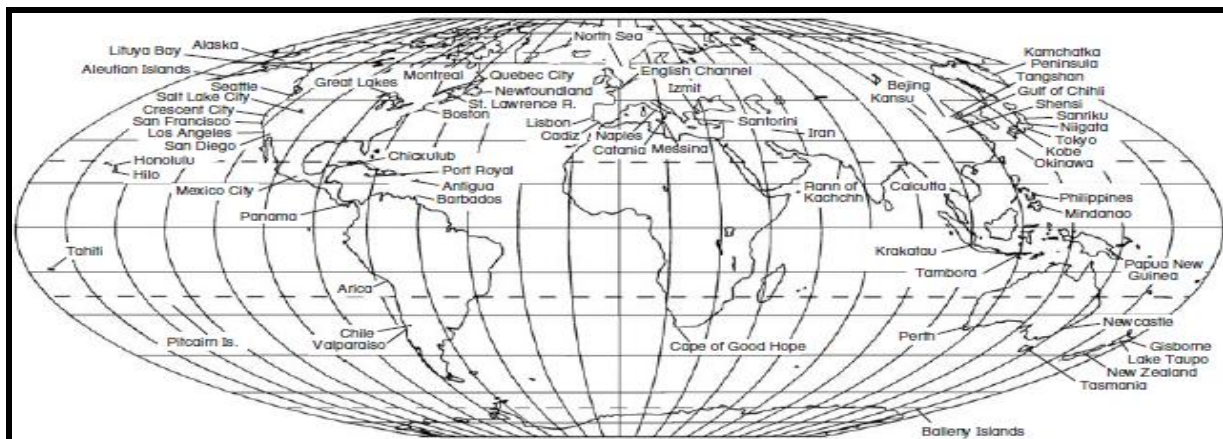 North Sea
Lituya Bay
Alaska
Aleutian Islands
Seattle
Salt Lake City
Crescent City
San Francisco
Los Angeles
San Diego
Honolulu
Hilo
Mexico City
Panama
Tahiti
Pitcairn Is.
Great Lakes
Montreal
Quebec City
Newfoundland
St. Lawrence R.
Boston
Chixulub
Port Royal
Antigua
Barbados
Arica
Chile
Valparaiso
English Channel
Izmit
Lisbon
Cadiz
Naples
Catania
Messina
Santorini
Iran
Cape of Good Hope
Rann of
Kachchh
Calcutta
Bejing
Kansu
Kamchatka
Peninsula
Tangshan
Gulf of Chihli
Shensi
Sanriku
Niigata
Tokyo
Kobe
Okinawa
Philippines
Mindanao
Krakatau
Tambora
Papua New
Guinea
Perth
Newcastle
Gisborne
Lake Taupo
New Zealand
Tasmania
Balleny Islands